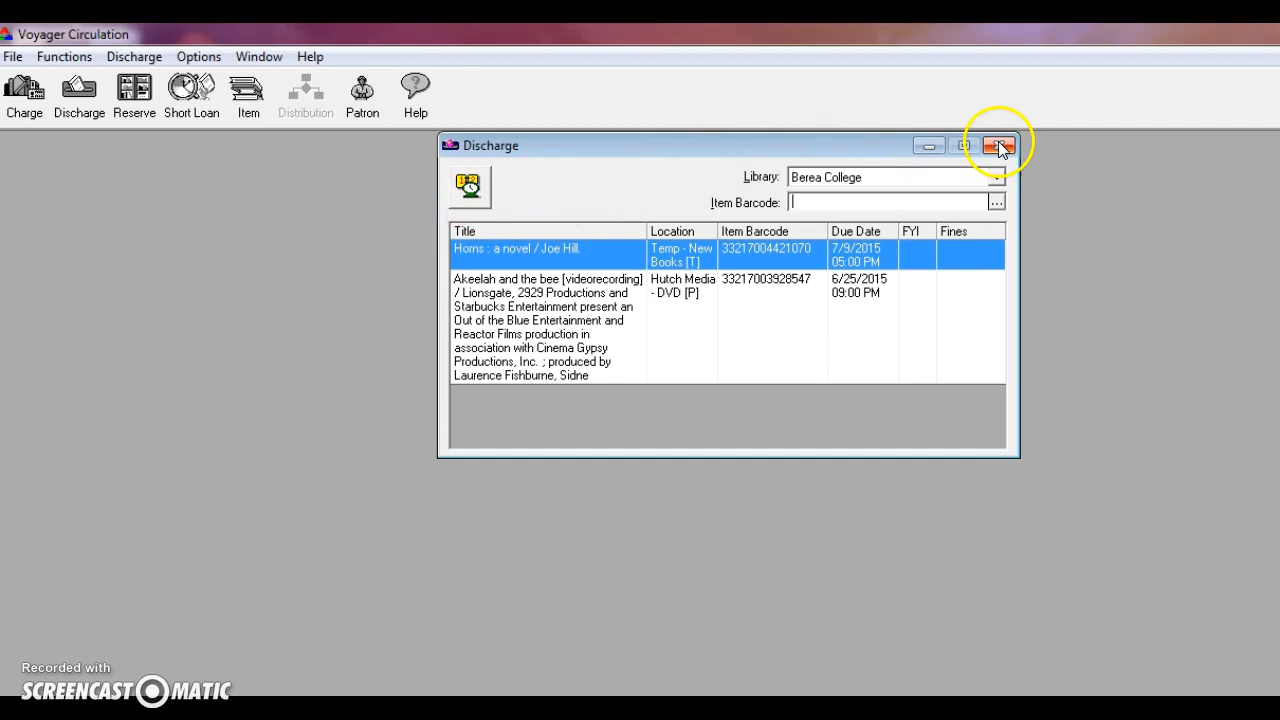 Voyager Circulation
File Functions Discharge Options Window Help
Charge Discharge Reserve Short Loan Item Distribution Patron Help
Discharge
Library: Berea College
Item Barcode: ...
Title Location Item Barcode Due Date FYI Fines
Horns : a novel / Joe Hill. Temp - New 33217004421070 7/9/2015
Books [T] 05:00 PM
Akeelah and the bee [videorecording] Hutch Media 33217003928547 6/25/2015
/ Lionsgate, 2929 Productions and - DVD [P] 09:00 PM
Starbucks Entertainment present an
Out of the Blue Entertainment and
Reactor Films production in
association with Cinema Gypsy
Productions, Inc. ; produced by
Laurence Fishburne, Sidne
Recorded with
SCREENCAST MATIC